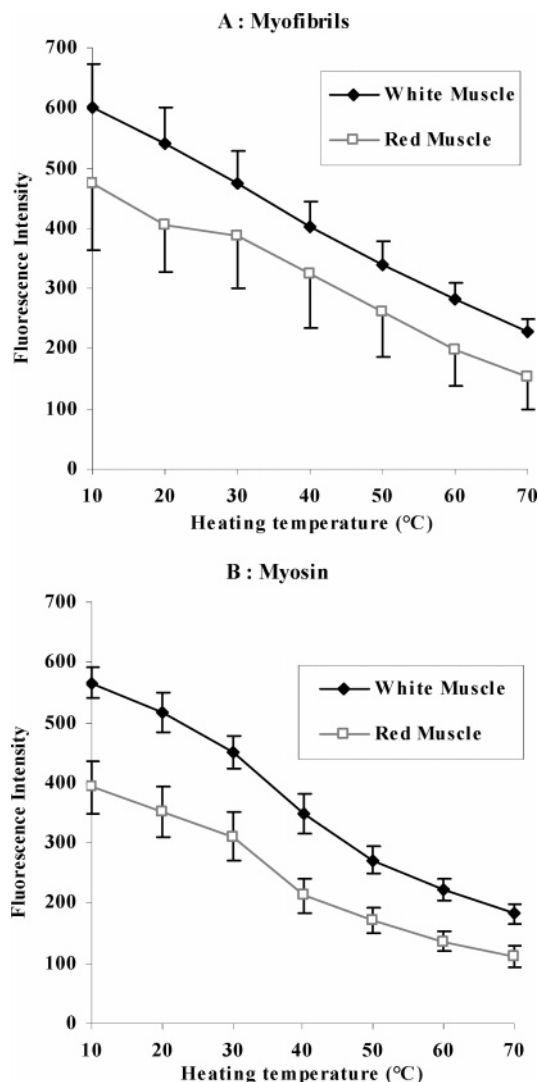 A : Myofibrils
700
600
500
400
300
200
100
0
Fluorescence Intensity
White Muscle
Red Muscle
10 20 30 40 50 60 70
Heating temperature (°C)
B : Myosin
700
600
500
400
300
200
100
0
Fluorescence Intensity
White Muscle
Red Muscle
10 20 30 40 50 60 70
Heating temperature (°C)